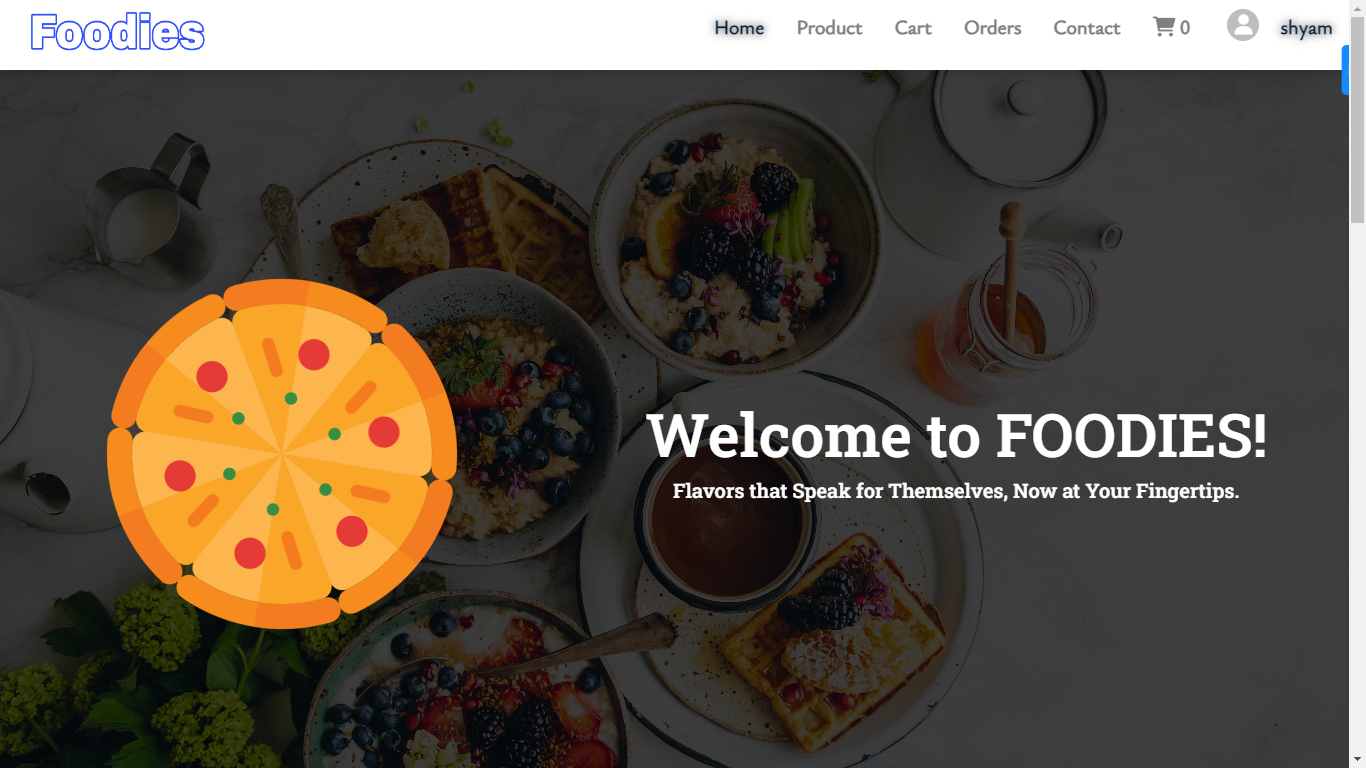 Foodies
Home Product Cart Orders Contact 0 shyam
Welcome to FOODIES!
Flavors that Speak for Themselves, Now at Your Fingertips.